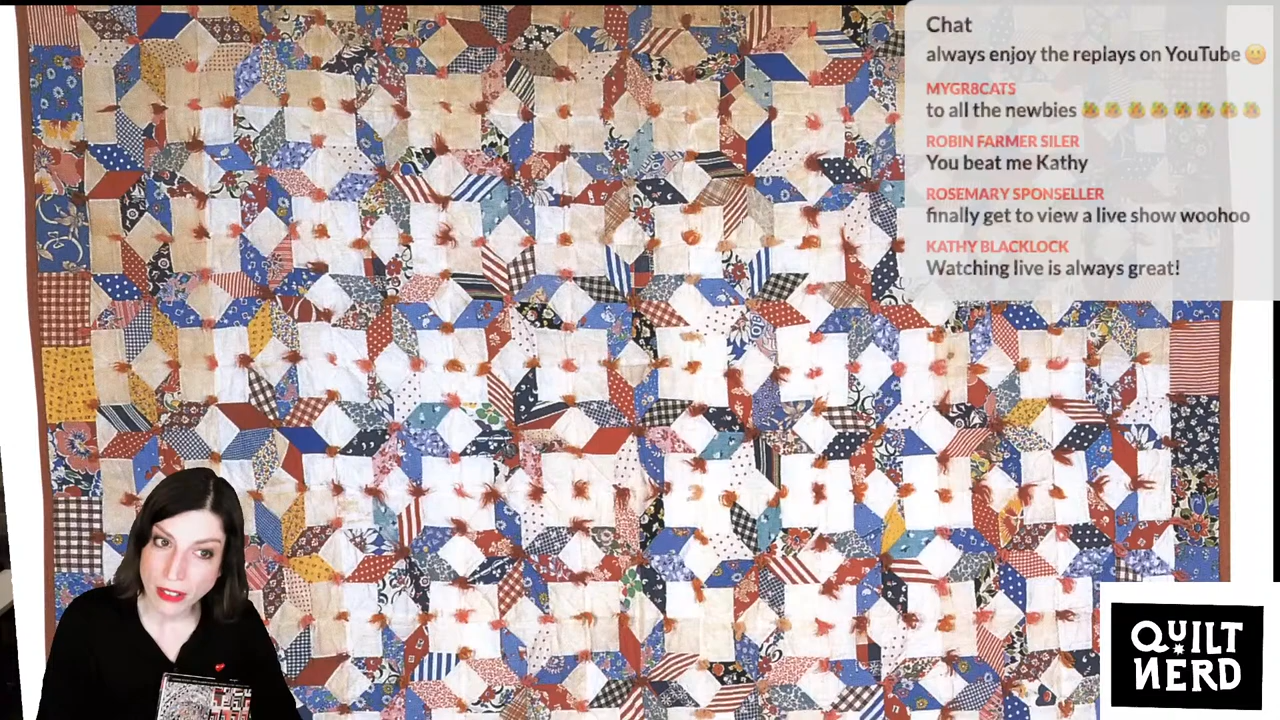 Chat
always enjoy the replays on YouTube 🙂
MYGR8CATS
to all the newbies
ROBIN FARMER SILER
You beat me Kathy
ROSEMARY SPONSELLER
finally get to view a live show woohoo
KATHY BLACKLOCK
Watching live is always great!
QUILT
NERD